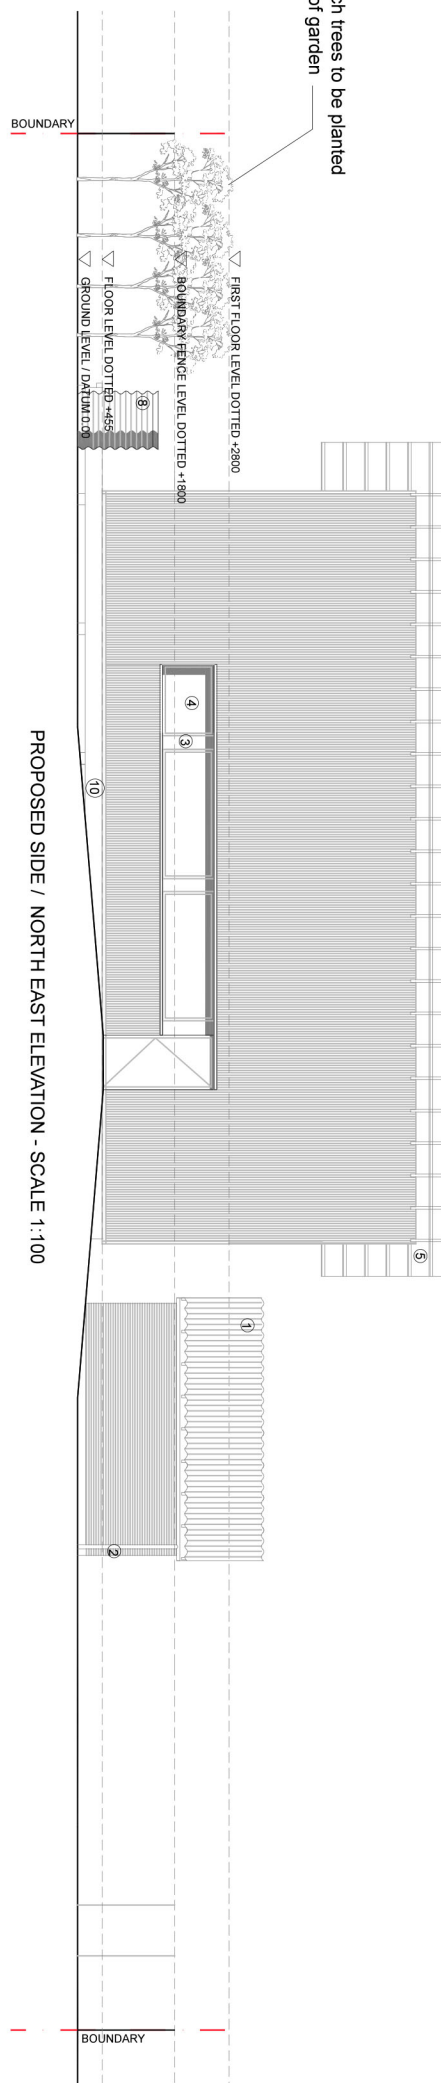 ch trees to be planted
of garden
BOUNDARY
FIRST FLOOR LEVEL DOTTED +2800
BOUNDARY FENCE LEVEL DOTTED +1800
FLOOR LEVEL DOTTED +455
GROUND LEVEL / DATUM 0.00
8
4
3
10
5
1
2
PROPOSED SIDE / NORTH EAST ELEVATION - SCALE 1:100
BOUNDARY